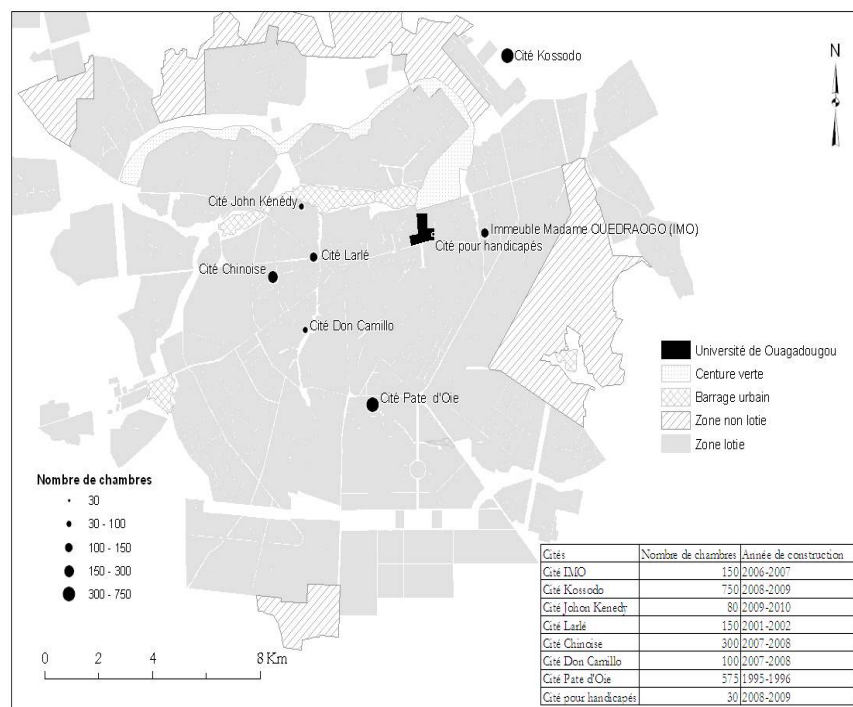 Cité Kossodo
N
Cité John Kénédy
Immeuble Madame OUEDRAOGO (IMO)
Cité pour handicapés
Cité Larlé
Cité Chinoise
Cité Don Camillo
Université de Ouagadougou
Centure verte
Barrage urbain
Zone non lotie
Zone lotie
Cité Pate d'Oie
Nombre de chambres
30
30 - 100
100 - 150
150 - 300
300 - 750
0 2 4 8 Km
Cités Nombre de chambres Année de construction
Cité IMO 150 2006-2007
Cité Kossodo 750 2008-2009
Cité Johon Kenedy 80 2009-2010
Cité Larlé 150 2001-2002
Cité Chinoise 300 2007-2008
Cité Don Camillo 100 2007-2008
Cité Pate d'Oie 575 1995-1996
Cité pour handicapés 30 2008-2009